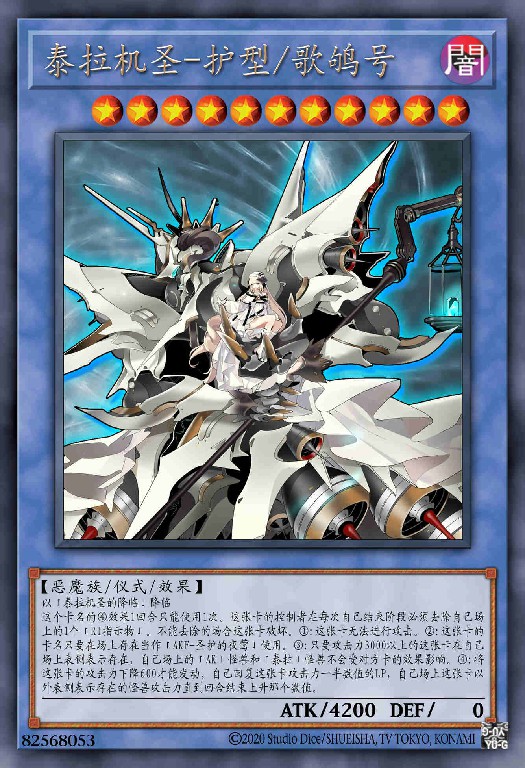 泰拉机圣-护型/歌鸲号
闇
【恶魔族/仪式/效果】
以「泰拉机圣的降临」降临
这个卡名的④效果1回合只能使用1次。这张卡的控制者在每次自己结束阶段必须去除自己场
上的1个「RI指示物」。不能去除的场合这张卡破坏。①:这张卡无法进行攻击。②:这张卡的
卡名只要在场上存在当作「AKF-圣护的夜莺」使用。③:只要攻击力3000以上的这张卡在自己
场上表侧表示存在,自己场上的「AK」怪兽和「泰拉」怪兽不会受对方卡的效果影响。④:将
这张卡的攻击力下降600才能发动。自己回复这张卡攻击力一半数值的LP,自己场上这张卡以
外表侧表示存在的怪兽攻击力直到回合结束上升那个数值。
ATK/4200 DEF/ 0
82568053
©2020 Studio Dice/SHUEISHA, TV TOKYO, KONAMI